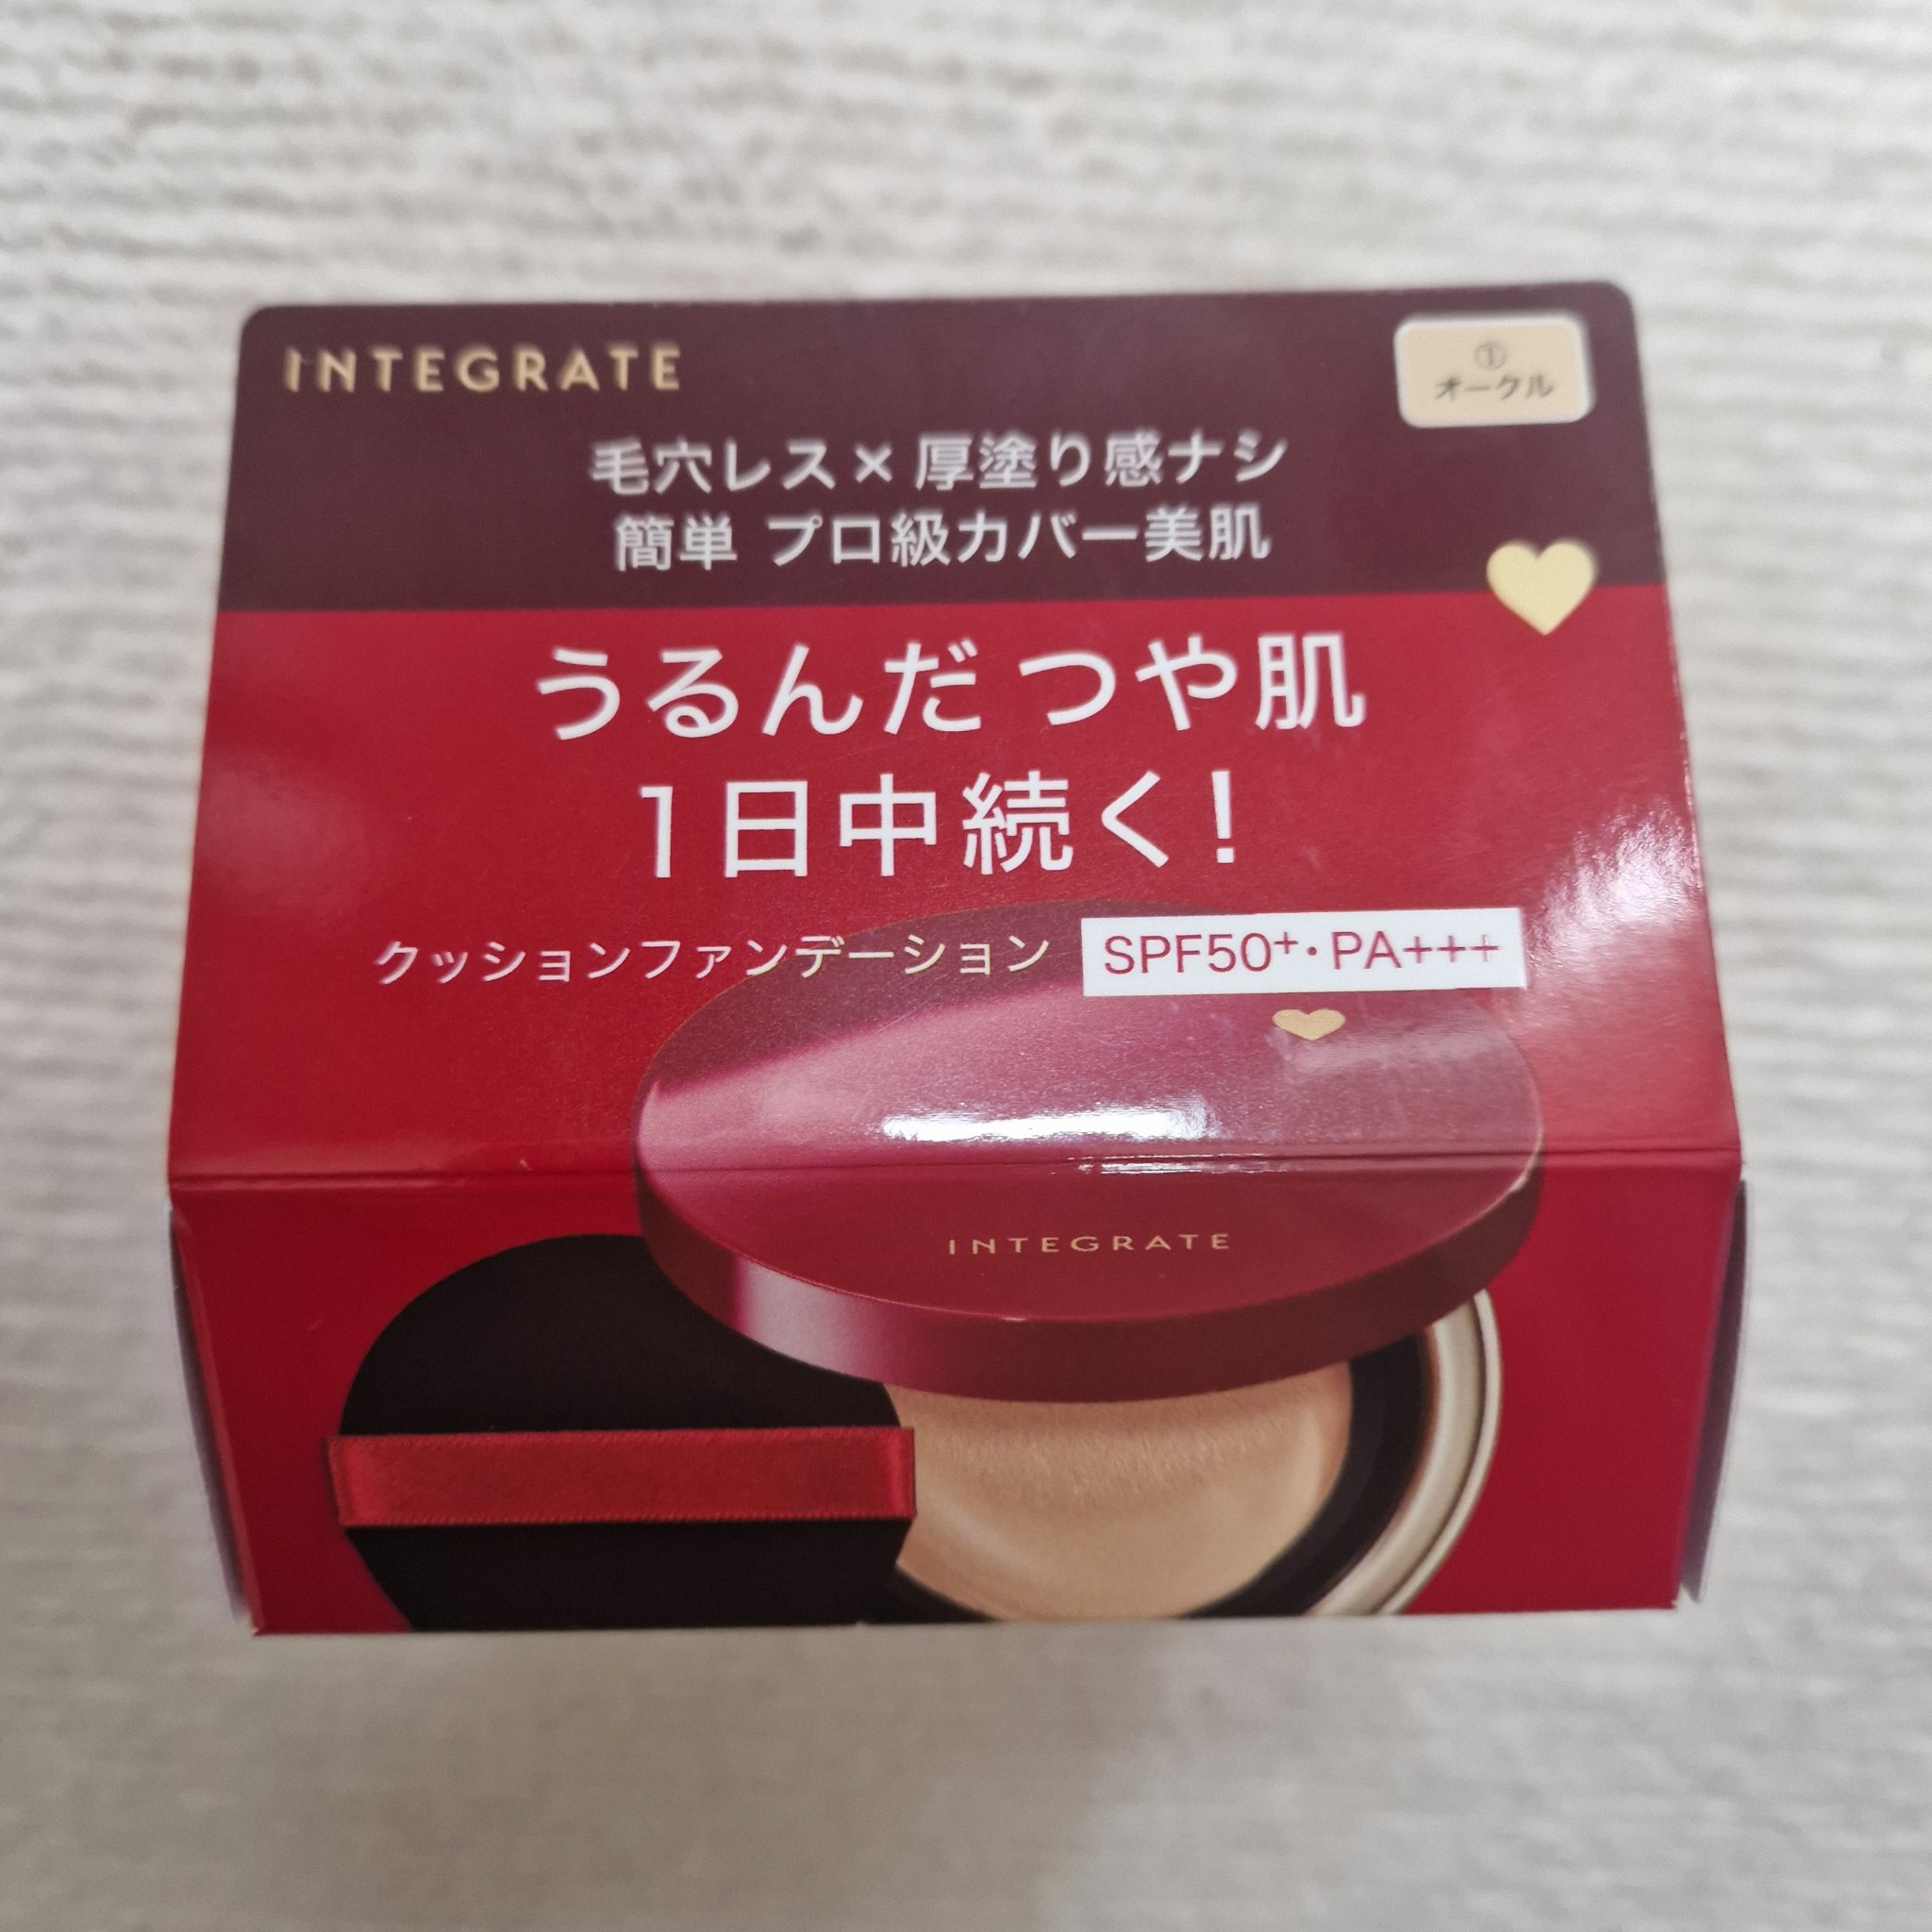 INTEGRATE
①
オークル
毛穴レス×厚塗り感ナシ
簡単 プロ級カバー美肌
うるんだつや肌
1日中続く!
クッションファンデーション SPF50+・PA+++
INTEGRATE